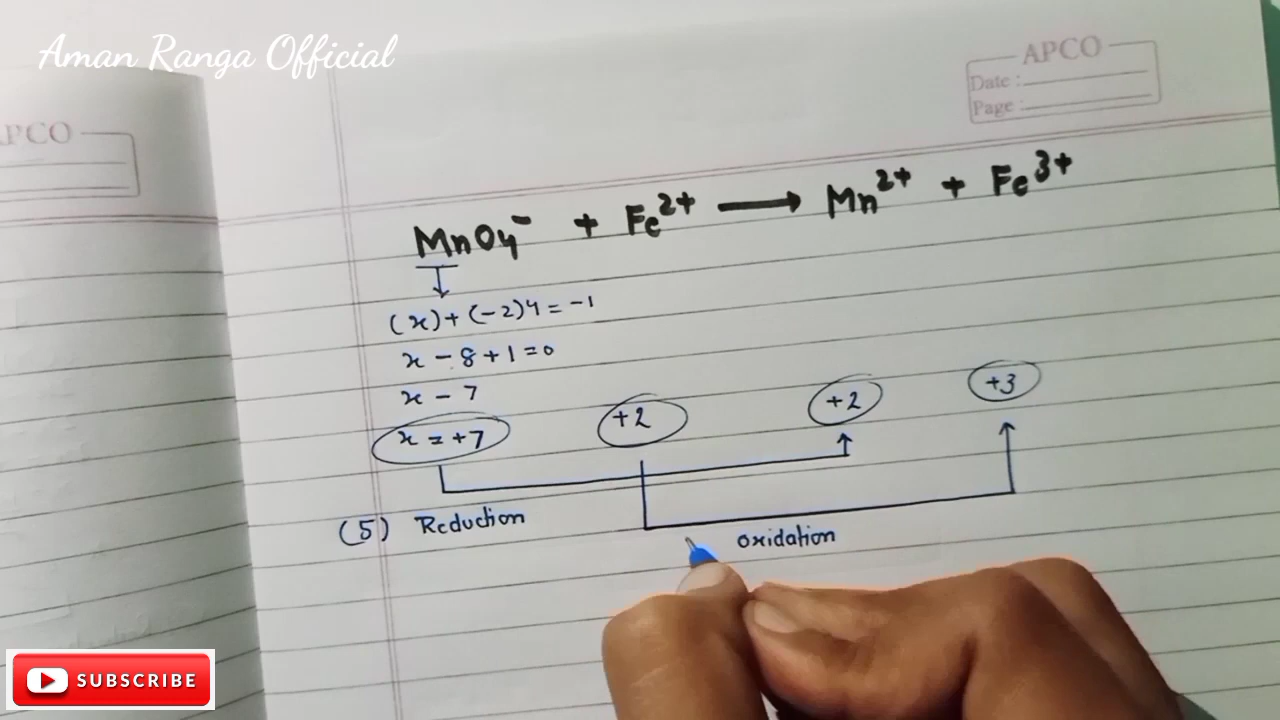 Aman Ranga Official
APCO
APCO
Date :
Page :
MnO4⁻ + Fe²⁺ ⟶ Mn²⁺ + Fe³⁺
(x) + (-2)4 = -1
x - 8 + 1 = 0
x - 7
x = +7 +2 +2 +3
(5) Reduction
oxidation
SUBSCRIBE